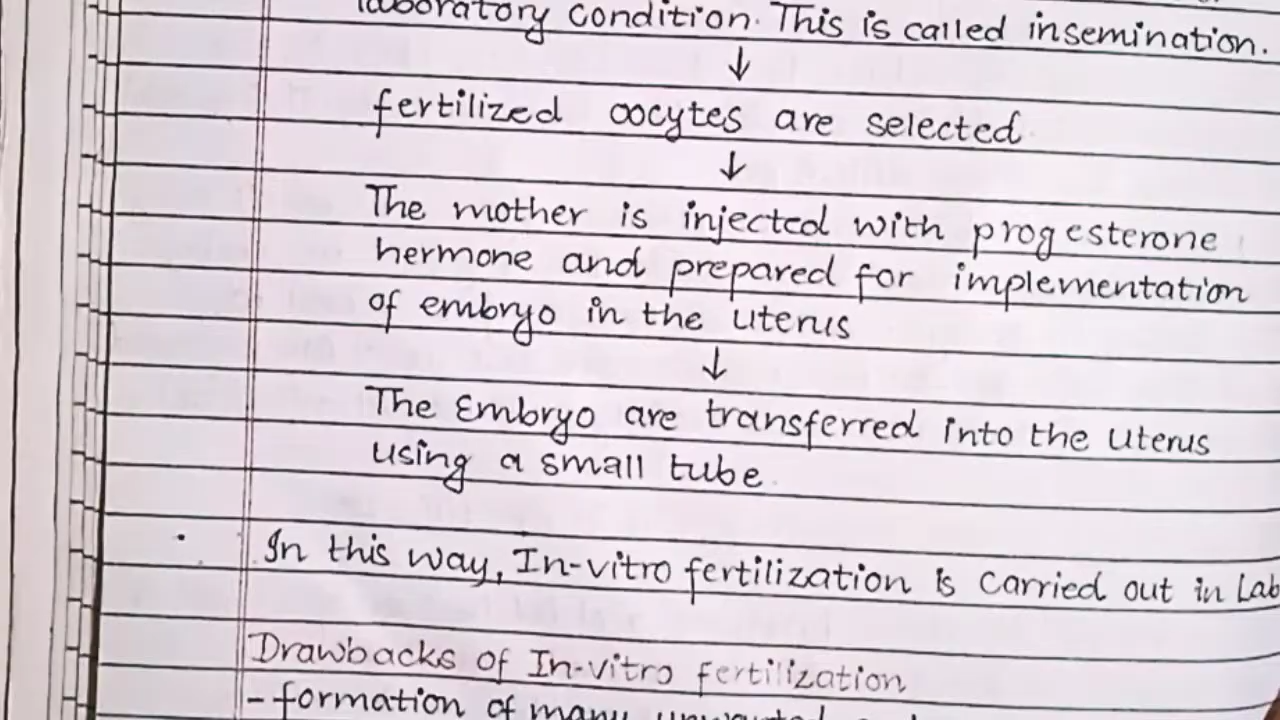 laboratory condition. This is called insemination.
↓
fertilized oocytes are selected
↓
The mother is injected with progesterone
hermone and prepared for implementation
of embryo in the uterus
↓
The Embryo are transferred into the uterus
using a small tube.
. In this way, In-vitro fertilization is carried out in Lab
Drawbacks of In-vitro fertilization
- formation of many unwanted